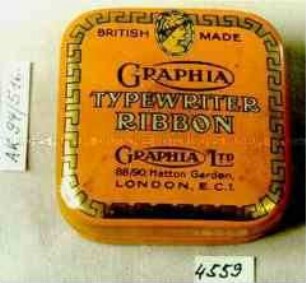 BRITISH MADE
GRAPHIA
TYPEWRITER
RIBBON
GRAPHIA LTD
88/90, Hatton Garden,
LONDON, E.C.1.
AK 94/516
4559